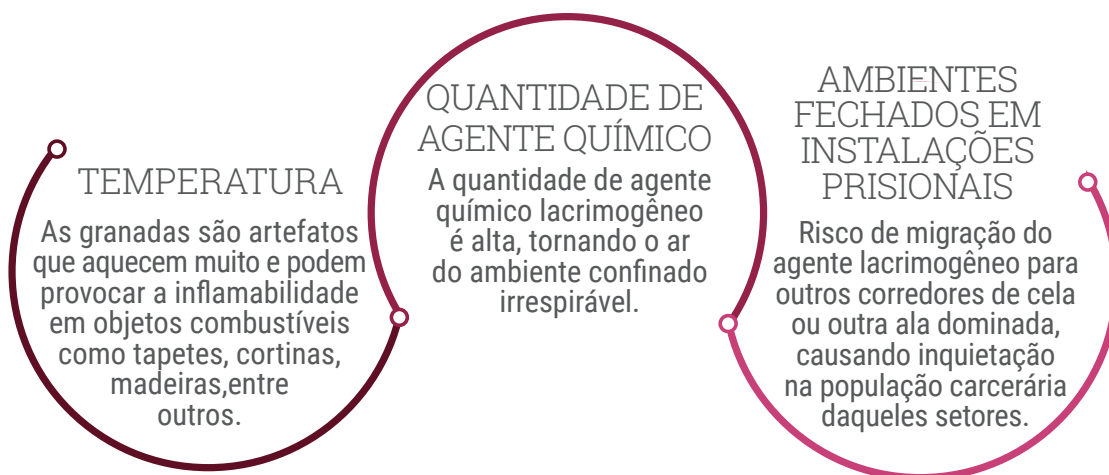 TEMPERATURA
As granadas são artefatos
que aquecem muito e podem
provocar a inflamabilidade
em objetos combustíveis
como tapetes, cortinas,
madeiras,entre
outros.
QUANTIDADE DE
AGENTE QUÍMICO
A quantidade de agente
químico lacrimogêneo
é alta, tornando o ar
do ambiente confinado
irrespirável.
AMBIENTES
FECHADOS EM
INSTALAÇÕES
PRISIONAIS
Risco de migração do
agente lacrimogêneo para
outros corredores de cela
ou outra ala dominada,
causando inquietação
na população carcerária
daqueles setores.